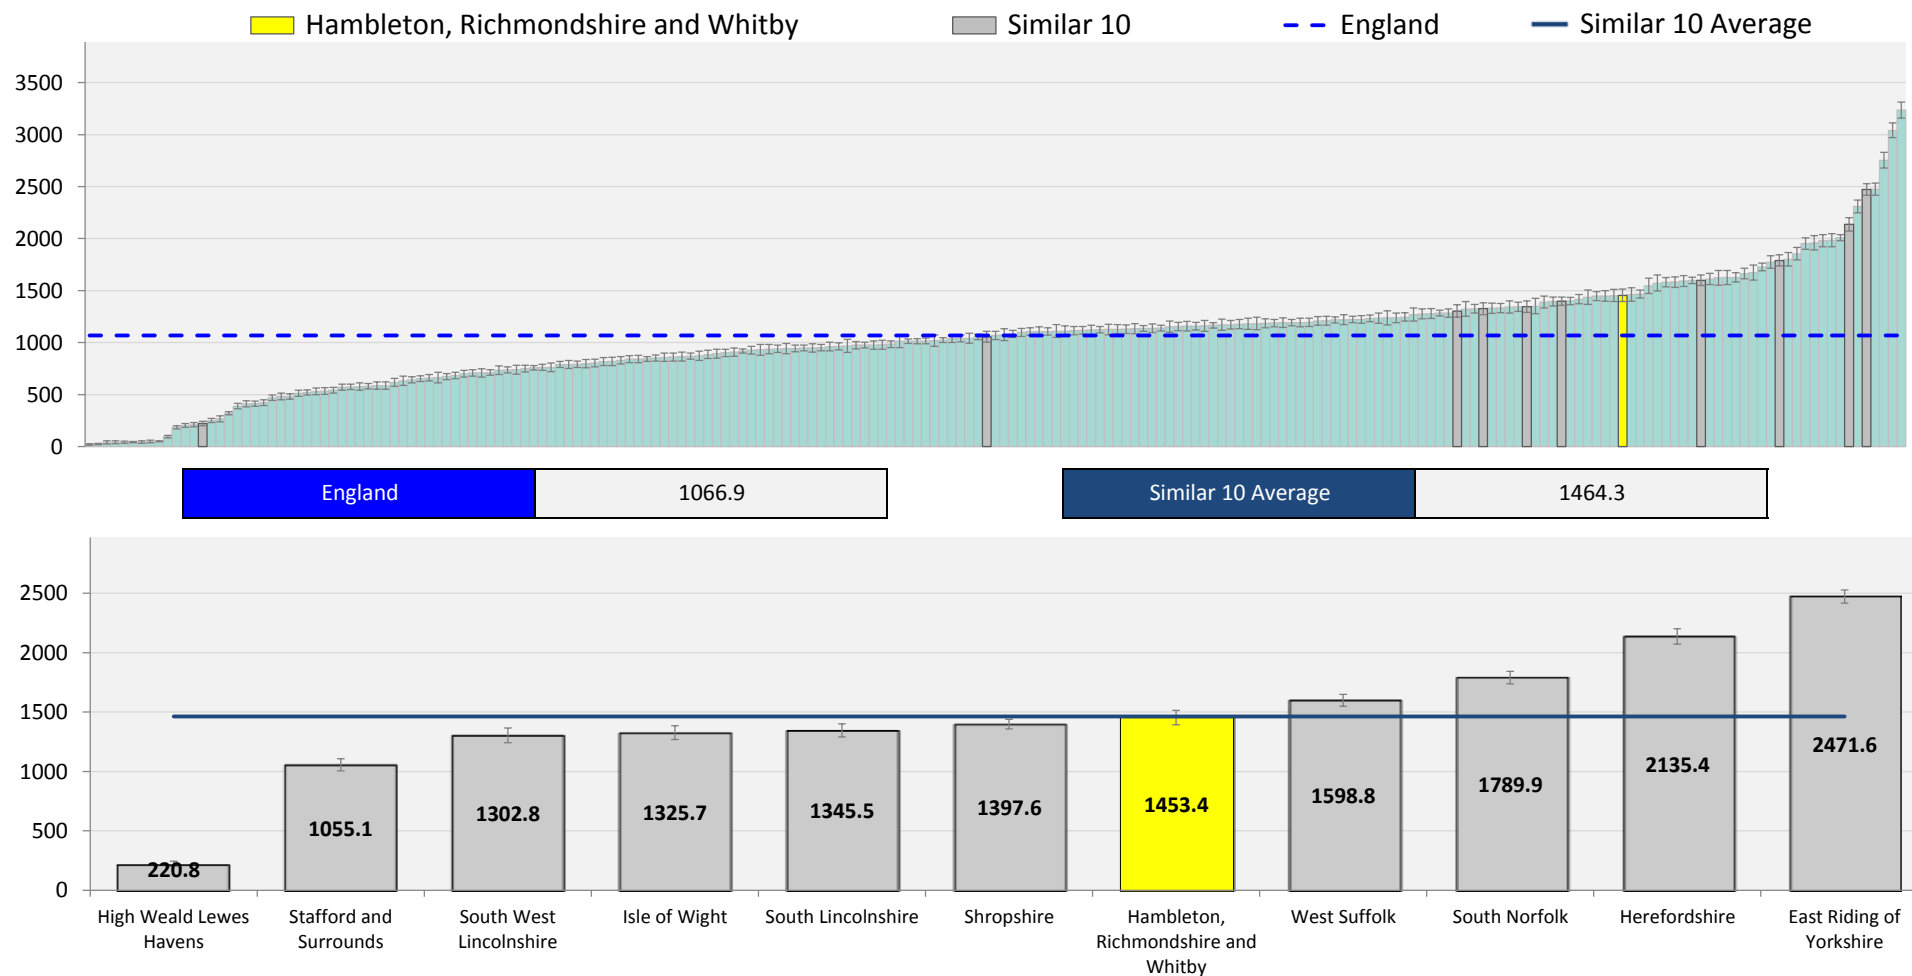 Hambleton, Richmondshire and Whitby
Similar 10
England
Similar 10 Average
3500
3000
2500
2000
1500
1000
500
0
England
1066.9
Similar 10 Average
1464.3
2500
2000
1500
1000
500
0
220.8
1055.1
1302.8
1325.7
1345.5
1397.6
1453.4
1598.8
1789.9
2135.4
2471.6
High Weald Lewes
Havens
Stafford and
Surrounds
South West
Lincolnshire
Isle of Wight
South Lincolnshire
Shropshire
Hambleton,
Richmondshire and
Whitby
West Suffolk
South Norfolk
Herefordshire
East Riding of
Yorkshire